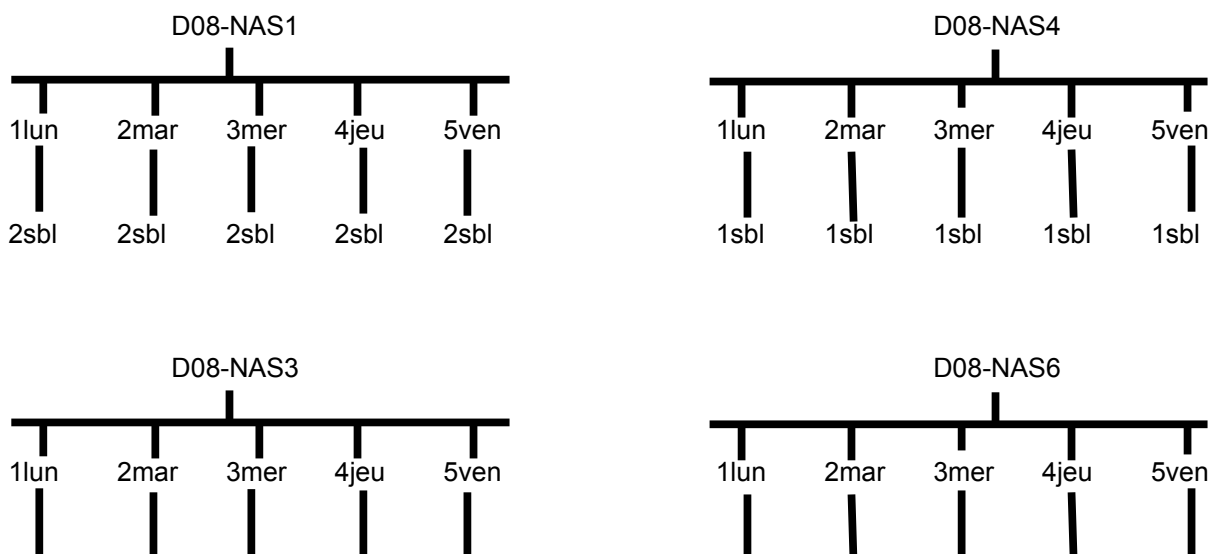 D08-NAS1
1lun 2mar 3mer 4jeu 5ven
2sbl 2sbl 2sbl 2sbl 2sbl
D08-NAS4
1lun 2mar 3mer 4jeu 5ven
1sbl 1sbl 1sbl 1sbl 1sbl
D08-NAS3
1lun 2mar 3mer 4jeu 5ven
D08-NAS6
1lun 2mar 3mer 4jeu 5ven